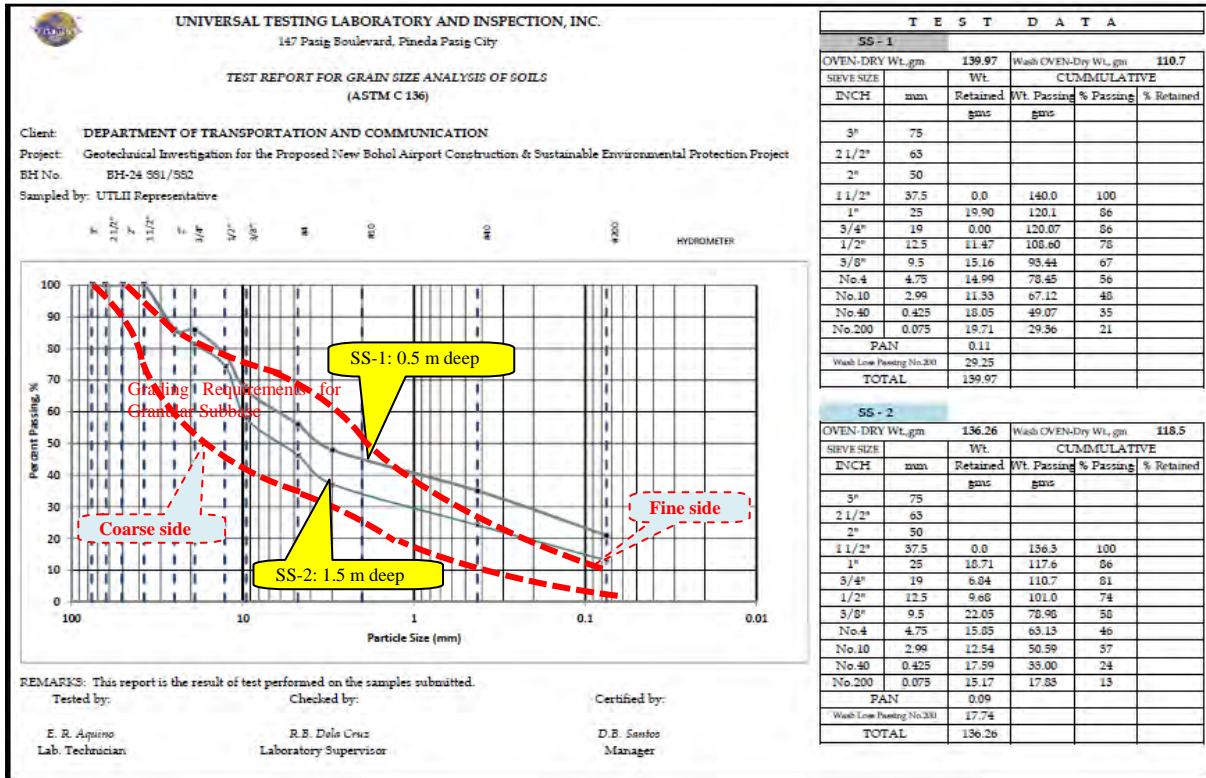 UNIVERSAL TESTING LABORATORY AND INSPECTION, INC.
147 Pasig Boulevard, Pineda Pasig City
TEST REPORT FOR GRAIN SIZE ANALYSIS OF SOILS
(ASTM C 136)
Client: DEPARTMENT OF TRANSPORTATION AND COMMUNICATION
Project: Geotechnical Investigation for the Proposed New Bohol Airport Construction & Sustainable Environmental Protection Project
BH No. BH-24 SS1/SS2
Sampled by: UTLII Representative
3" 2 1/2" 2" 1 1/2" 1" 3/4" 1/2" 3/8" #4 #10 #40 #200 HYDROMETER
Percent Passing, %
100
90
80
70
60
50
40
30
20
10
0
SS-1: 0.5 m deep
Grading Requirements for
Granular Subbase
Coarse side
Fine side
SS-2: 1.5 m deep
100 10 1 0.1 0.01
Particle Size (mm)
REMARKS: This report is the result of test performed on the samples submitted.
Tested by: Checked by: Certified by:
E. R. Aquino R.B. Dela Cruz D.B. Santos
Lab. Technician Laboratory Supervisor Manager
TEST DATA
SS - 1
OVEN-DRY Wt.,gm 139.97 Wash OVEN-Dry Wt., gm 110.7
SIEVE SIZE Wt. CUMMULATIVE
INCH mm Retained Wt. Passing % Passing % Retained
gms gms
3" 75
2 1/2" 63
2" 50
1 1/2" 37.5 0.0 140.0 100
1" 25 19.90 120.1 86
3/4" 19 0.00 120.07 86
1/2" 12.5 11.47 108.60 78
3/8" 9.5 15.16 93.44 67
No.4 4.75 14.99 78.45 56
No.10 2.99 11.33 67.12 48
No.40 0.425 18.05 49.07 35
No.200 0.075 19.71 29.36 21
PAN 0.11
Wash Loss Passing No.200 29.25
TOTAL 139.97
SS - 2
OVEN-DRY Wt.,gm 136.26 Wash OVEN-Dry Wt., gm 118.5
SIEVE SIZE Wt. CUMMULATIVE
INCH mm Retained Wt. Passing % Passing % Retained
gms gms
3" 75
2 1/2" 63
2" 50
1 1/2" 37.5 0.0 136.3 100
1" 25 18.71 117.6 86
3/4" 19 6.84 110.7 81
1/2" 12.5 9.68 101.0 74
3/8" 9.5 22.05 78.98 58
No.4 4.75 15.85 63.13 46
No.10 2.99 12.54 50.59 37
No.40 0.425 17.59 33.00 24
No.200 0.075 15.17 17.83 13
PAN 0.09
Wash Loss Passing No.200 17.74
TOTAL 136.26